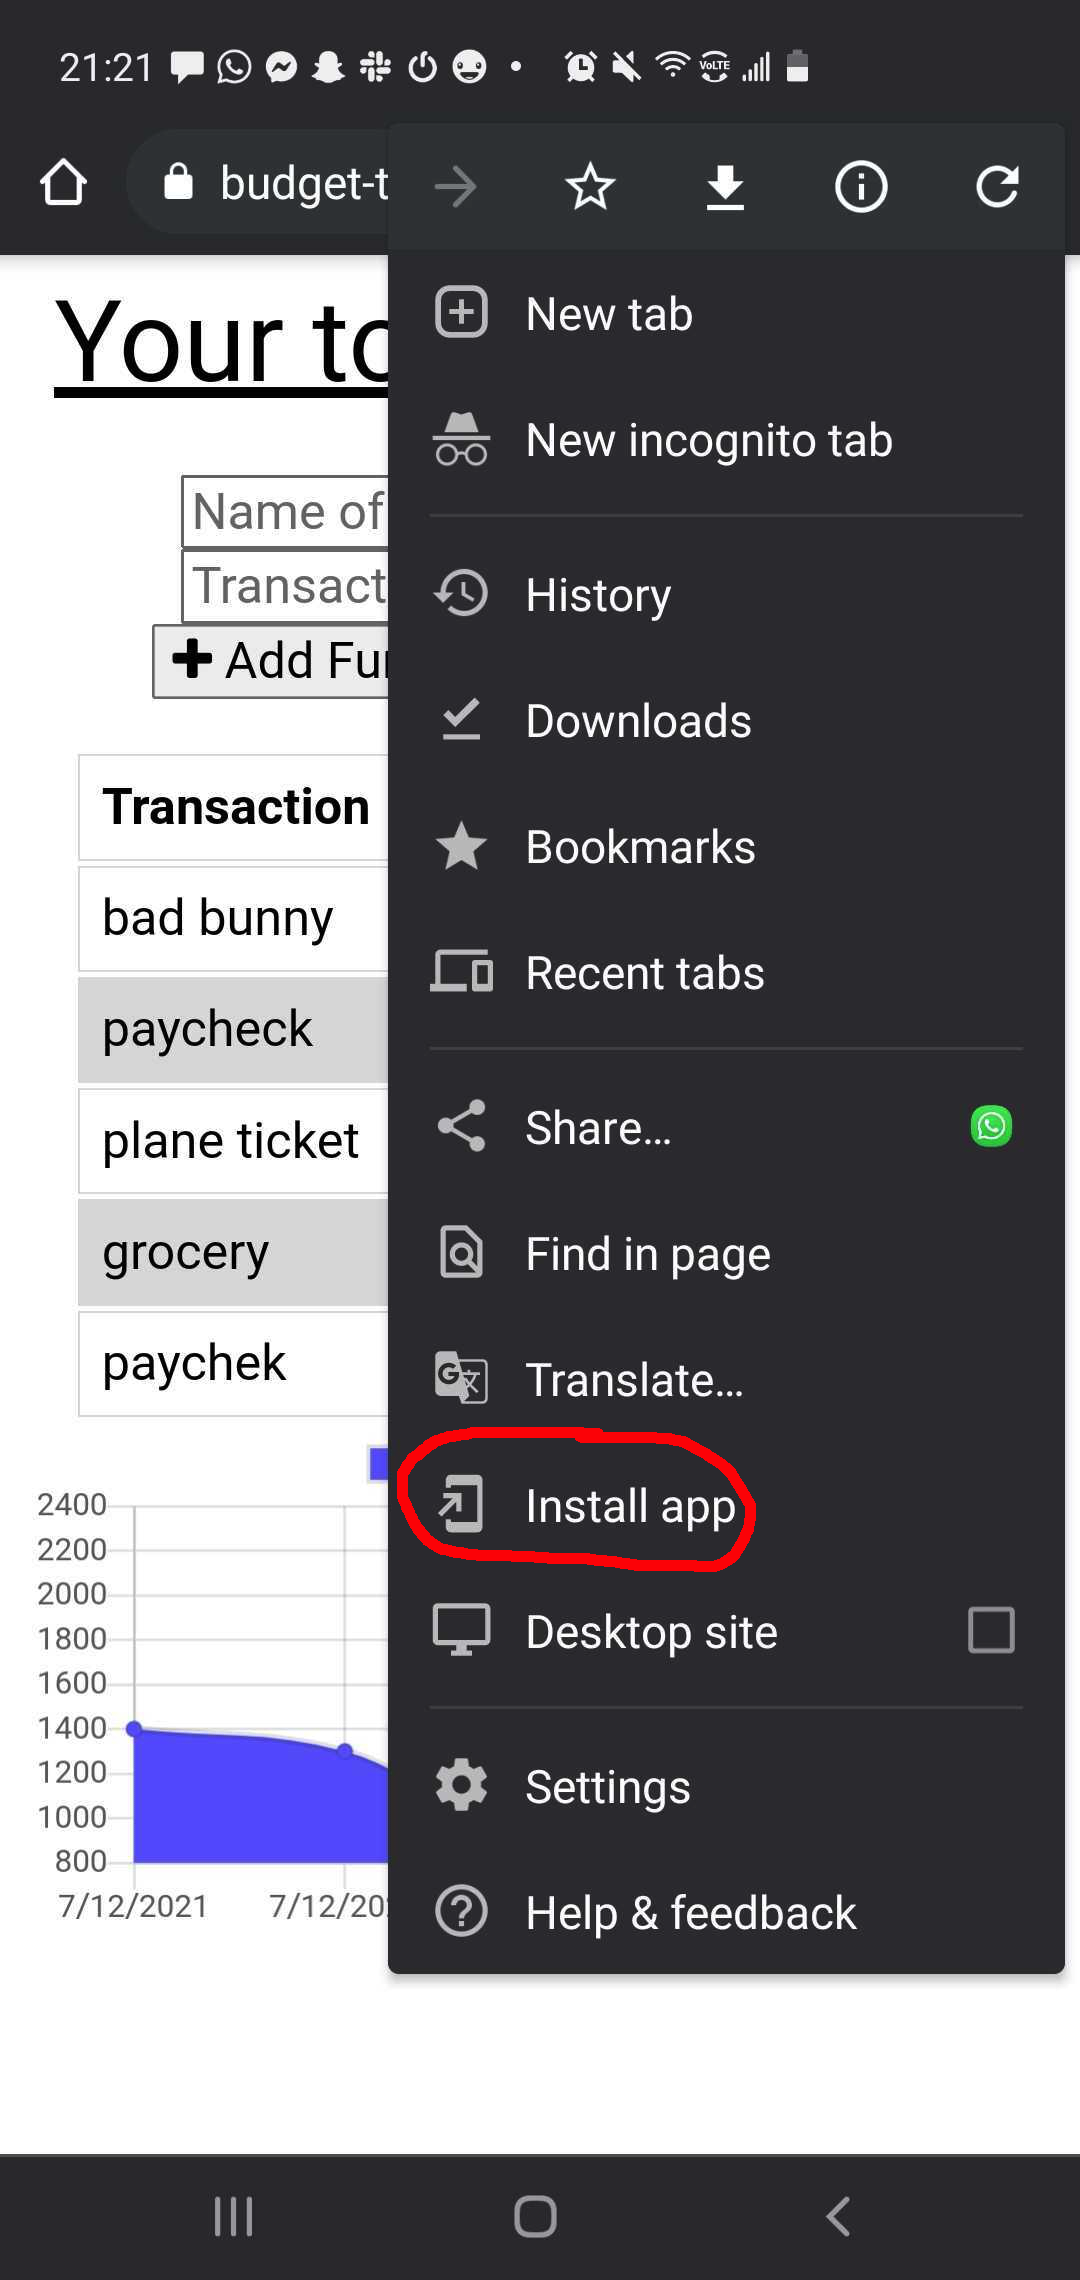 21:21
VoLTE
budget-t
Your to
New tab
New incognito tab
Name of
Transact
History
Add Fu
Downloads
Transaction
Bookmarks
bad bunny
Recent tabs
paycheck
Share...
plane ticket
Find in page
grocery
Translate...
paychek
Install app
2400
2200
2000
1800
1600
1400
1200
1000
800
Desktop site
Settings
7/12/2021 7/12/20
Help & feedback